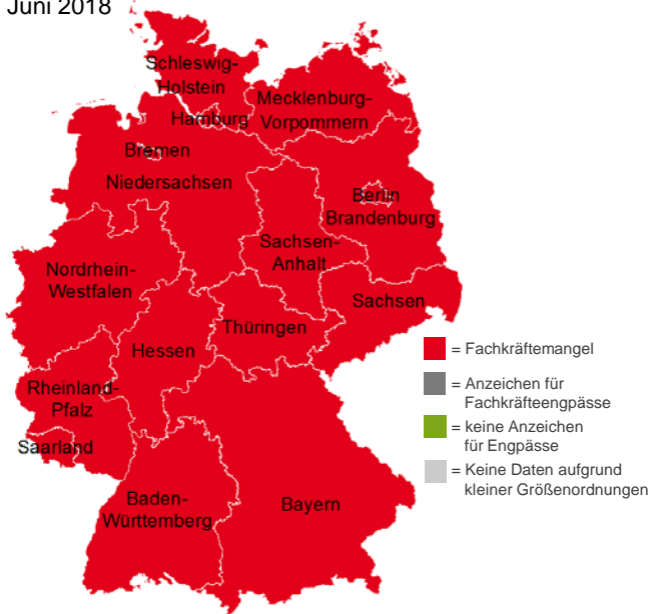 Juni 2018
Schleswig-
Holstein
Mecklenburg-
Vorpommern
Hamburg
Bremen
Niedersachsen
Berlin
Brandenburg
Sachsen-
Anhalt
Nordrhein-
Westfalen
Sachsen
Thüringen
Hessen
Rheinland-
Pfalz
Saarland
Baden-
Württemberg
Bayern
= Fachkräftemangel
= Anzeichen für
Fachkräfteengpässe
= keine Anzeichen
für Engpässe
= Keine Daten aufgrund
kleiner Größenordnungen